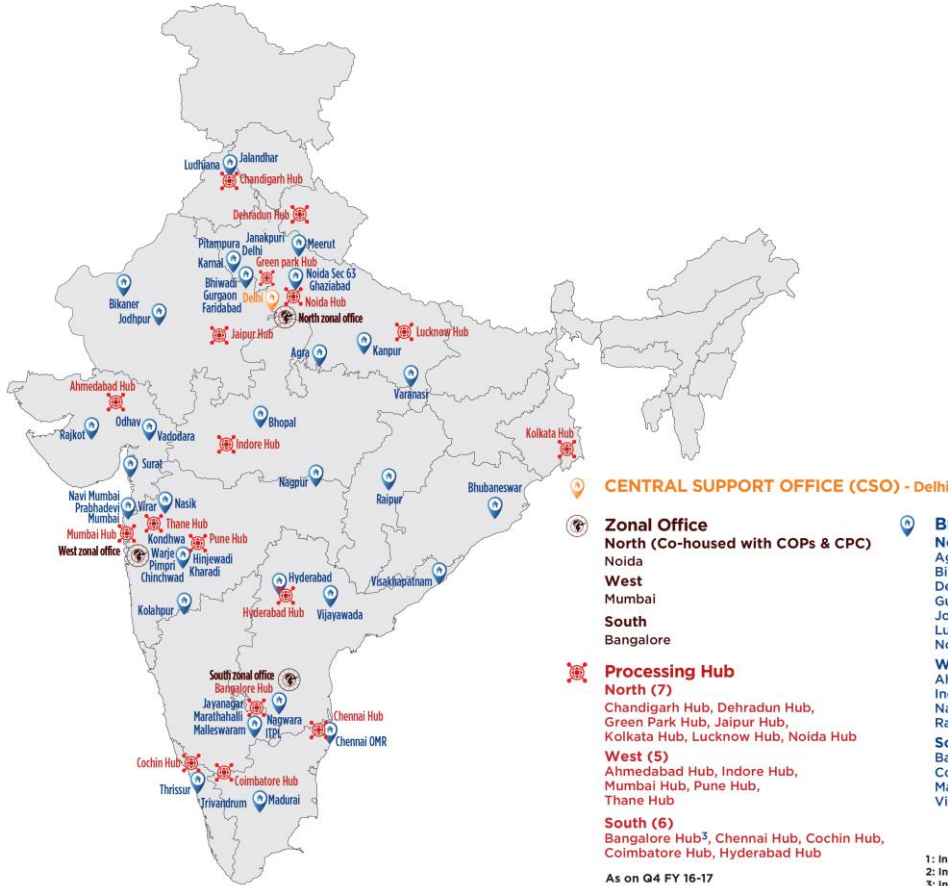 Jalandhar
Ludhiana
Chandigarh Hub
Dehradun Hub
Janakpuri
Pitampura
Delhi
Meerut
Karnal
Green park Hub
Bhiwadi
Noida Sec 63
Gurgaon
Ghaziabad
Faridabad
Delhi
Noida Hub
Bikaner
Jodhpur
North zonal office
Jaipur Hub
Lucknow Hub
Agra
Kanpur
Varanasi
Ahmedabad Hub
Odhav
Rajkot
Vadodara
Bhopal
Indore Hub
Kolkata Hub
Surat
Nagpur
Raipur
Bhubaneswar
Navi Mumbai
Prabhadevi
Mumbai
Virar
Nasik
Thane Hub
Mumbai Hub
Kondhwa
Pune Hub
West zonal office
Warje
Pimpri
Chinchwad
Hinjewadi
Kharadi
Kolahpur
Hyderabad
Hyderabad Hub
Vijayawada
Visakhapatnam
South zonal office
Bangalore Hub
Jayanagar
Marathahalli
Malleswaram
Nagwara
ITPL
Chennai Hub
Chennai OMR
Cochin Hub
Coimbatore Hub
Thrissur
Trivandrum
Madurai
CENTRAL SUPPORT OFFICE (CSO) - Delhi
Zonal Office
North (Co-housed with COPs & CPC)
Noida
West
Mumbai
South
Bangalore
Processing Hub
North (7)
Chandigarh Hub, Dehradun Hub,
Green Park Hub, Jaipur Hub,
Kolkata Hub, Lucknow Hub, Noida Hub
West (5)
Ahmedabad Hub, Indore Hub,
Mumbai Hub, Pune Hub,
Thane Hub
South (6)
Bangalore Hub³, Chennai Hub, Cochin Hub,
Coimbatore Hub, Hyderabad Hub
As on Q4 FY 16-17
1: In
2: In
3: In